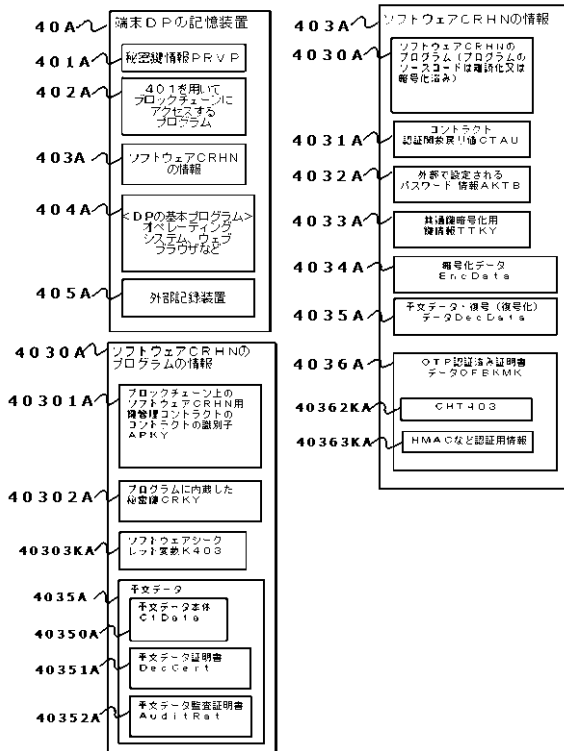 40A
端末DPの記憶装置
401A
秘密鍵情報PRVP
402A
401を用いて
ブロックチェーンに
アクセスする
プログラム
403A
ソフトウェアCRHN
の情報
404A
<DPの基本プログラム>
オペレーティング
システム、ウェブ
ブラウザなど
405A
外部記録装置
4030A
ソフトウェアCRHNの
プログラムの情報
40301A
ブロックチェーン上の
ソフトウェアCRHN用
鍵管理コントラクトの
コントラクトの識別子
APKY
40302A
プログラムに内蔵した
秘密鍵CRKY
40303KA
ソフトウェアシーク
レット変数K403
4035A
平文データ
40350A
平文データ本体
CtData
40351A
平文データ証明書
DecCert
40352A
平文データ監査証明書
AuditRat
403A
ソフトウェアCRHNの情報
4030A
ソフトウェアCRHNの
プログラム(プログラムの
ソースコードは難読化又は
暗号化済み)
4031A
コントラクト
認証関数戻り値CTAU
4032A
外部で設定される
パスワード情報AKTB
4033A
共通鍵暗号化用
鍵情報TTKY
4034A
暗号化データ
EncData
4035A
平文データ・復号(復号化)
データDecData
4036A
OTP認証済み証明書
データOFBKMK
40362KA
CHT403
40363KA
HMACなど認証用情報